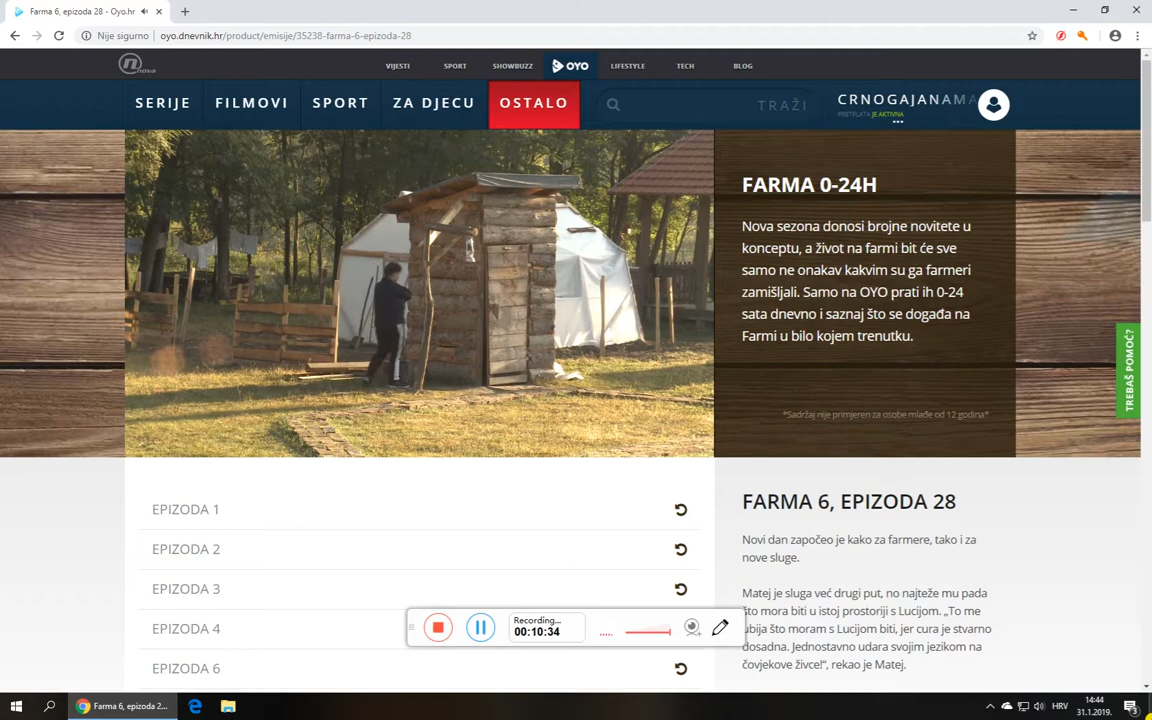 Farma 6, epizoda 28 - Oyo.hr
Nije sigurno
oyo.dnevnik.hr/product/emisije/35238-farma-6-epizoda-28
nova
VIJESTI
SPORT
SHOWBUZZ
OYO
LIFESTYLE
TECH
BLOG
SERIJE
FILMOVI
SPORT
ZA DJECU
OSTALO
TRAŽI
CRNOGAJANAMA
PRETPLATA JE AKTIVNA
FARMA 0-24H
Nova sezona donosi brojne novitete u
konceptu, a život na farmi bit će sve
samo ne onakav kakvim su ga farmeri
zamišljali. Samo na OYO prati ih 0-24
sata dnevno i saznaj što se događa na
Farmi u bilo kojem trenutku.
*Sadržaj nije primjeren za osobe mlađe od 12 godina*
TREBAŠ POMOĆ?
EPIZODA 1
EPIZODA 2
EPIZODA 3
EPIZODA 4
EPIZODA 6
FARMA 6, EPIZODA 28
Novi dan započeo je kako za farmere, tako i za
nove sluge.
Matej je sluga već drugi put, no najteže mu pada
što mora biti u istoj prostoriji s Lucijom. „To me
ubija što moram s Lucijom biti, jer cura je stvarno
dosadna. Jednostavno udara svojim jezikom na
čovjekove živce!“, rekao je Matej.
Recording...
00:10:34
Farma 6, epizoda 2...
HRV
14:44
31.1.2019.
3